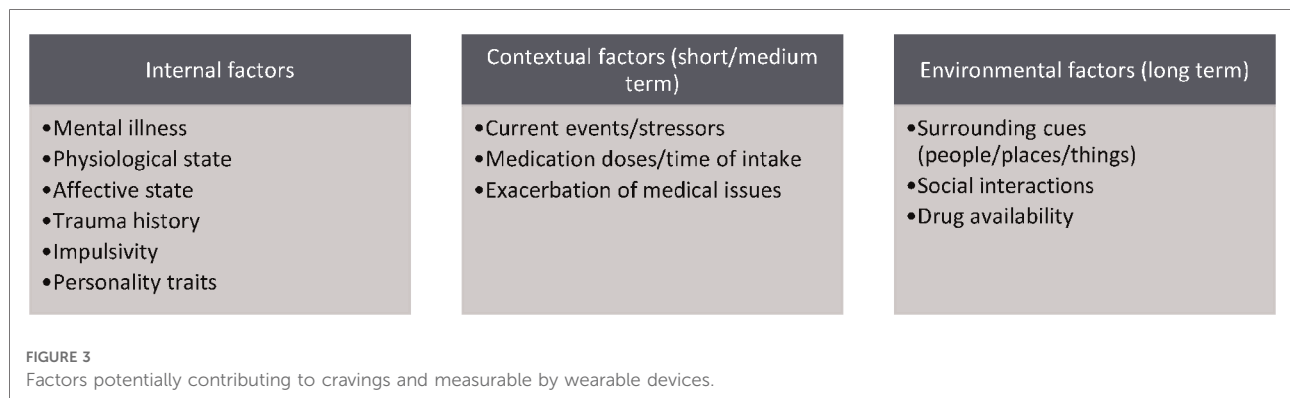 Internal factors
•Mental illness
•Physiological state
•Affective state
•Trauma history
•Impulsivity
•Personality traits
Contextual factors (short/medium
term)
•Current events/stressors
•Medication doses/time of intake
•Exacerbation of medical issues
Environmental factors (long term)
•Surrounding cues
(people/places/things)
•Social interactions
•Drug availability
FIGURE 3
Factors potentially contributing to cravings and measurable by wearable devices.